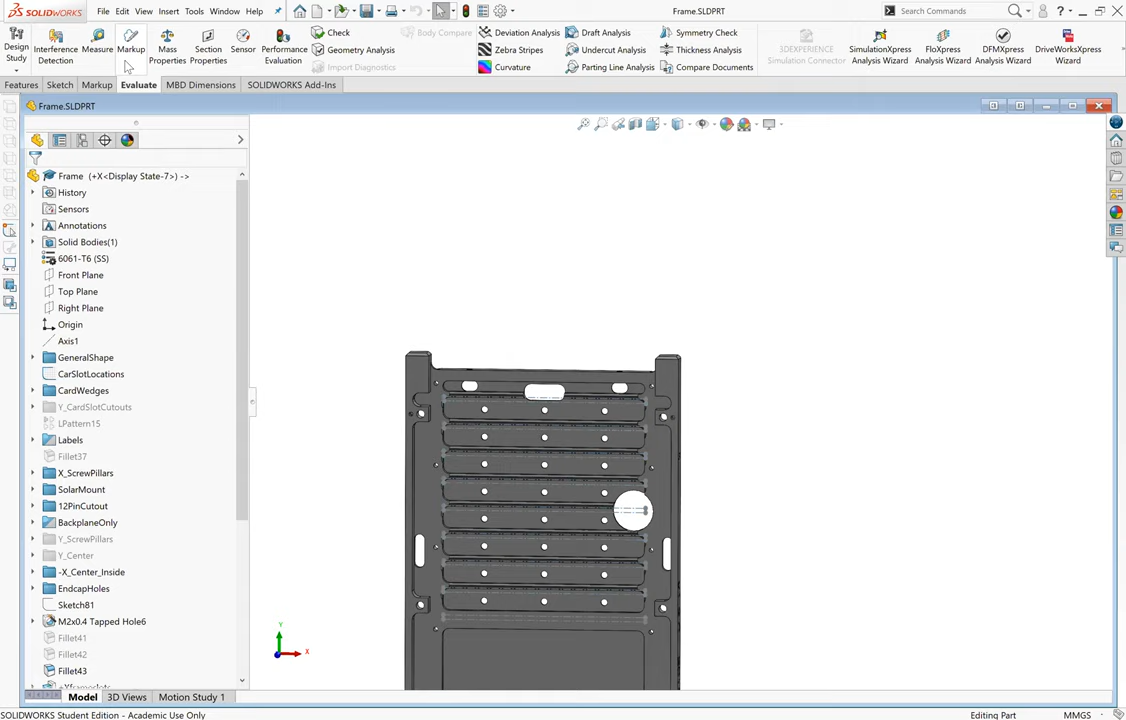 SOLIDWORKS File Edit View Insert Tools Window Help Frame.SLDPRT Search Commands
Design Study
Interference Detection
Measure
Markup
Mass Properties
Section Properties
Sensor
Performance Evaluation
Check
Geometry Analysis
Import Diagnostics
Body Compare
Deviation Analysis
Zebra Stripes
Curvature
Draft Analysis
Undercut Analysis
Parting Line Analysis
Symmetry Check
Thickness Analysis
Compare Documents
3DEXPERIENCE Simulation Connector
SimulationXpress Analysis Wizard
FloXpress Analysis Wizard
DFMXpress Analysis Wizard
DriveWorksXpress Wizard
Features Sketch Markup Evaluate MBD Dimensions SOLIDWORKS Add-Ins
Frame.SLDPRT
Frame (+X<Display State-7>) ->
History
Sensors
Annotations
Solid Bodies(1)
6061-T6 (SS)
Front Plane
Top Plane
Right Plane
Origin
Axis1
GeneralShape
CarSlotLocations
CardWedges
Y_CardSlotCutouts
LPattern15
Labels
Fillet37
X_ScrewPillars
SolarMount
12PinCutout
BackplaneOnly
Y_ScrewPillars
Y_Center
-X_Center_Inside
EndcapHoles
Sketch81
M2x0.4 Tapped Hole6
Fillet41
Fillet42
Fillet43
Y
X
Model 3D Views Motion Study 1
SOLIDWORKS Student Edition - Academic Use Only Editing Part MMGS